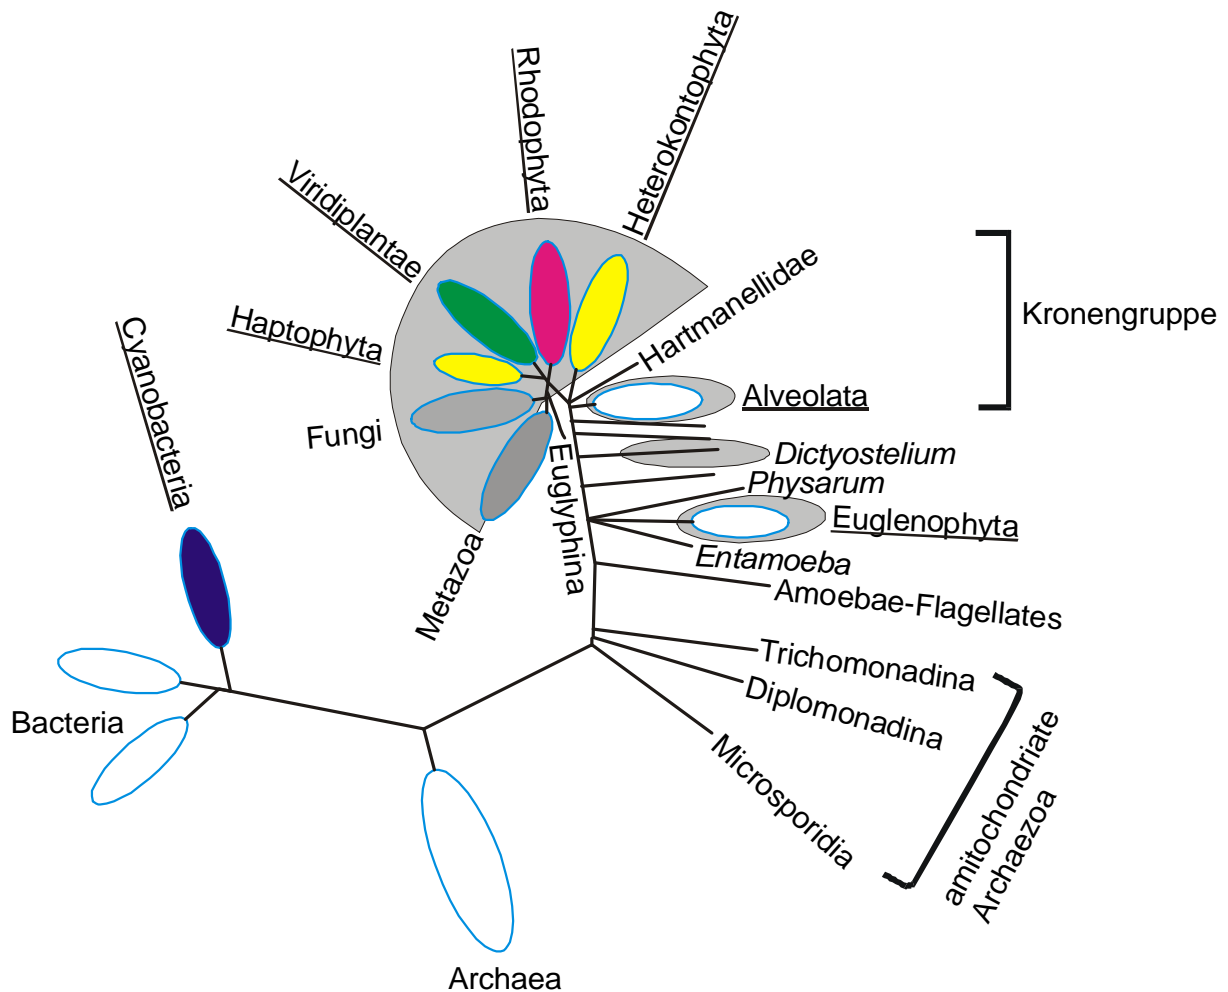 Heterokontophyta
Rhodophyta
Viridiplantae
Haptophyta
Cyanobacteria
Hartmanellidae
Kronengruppe
Alveolata
Fungi
Dictyostelium
Physarum
Euglenophyta
Euglyphina
Entamoeba
Metazoa
Amoebae-Flagellates
Trichomonadina
Diplomonadina
Bacteria
Microsporidia
amitochondriate
Archaezoa
Archaea